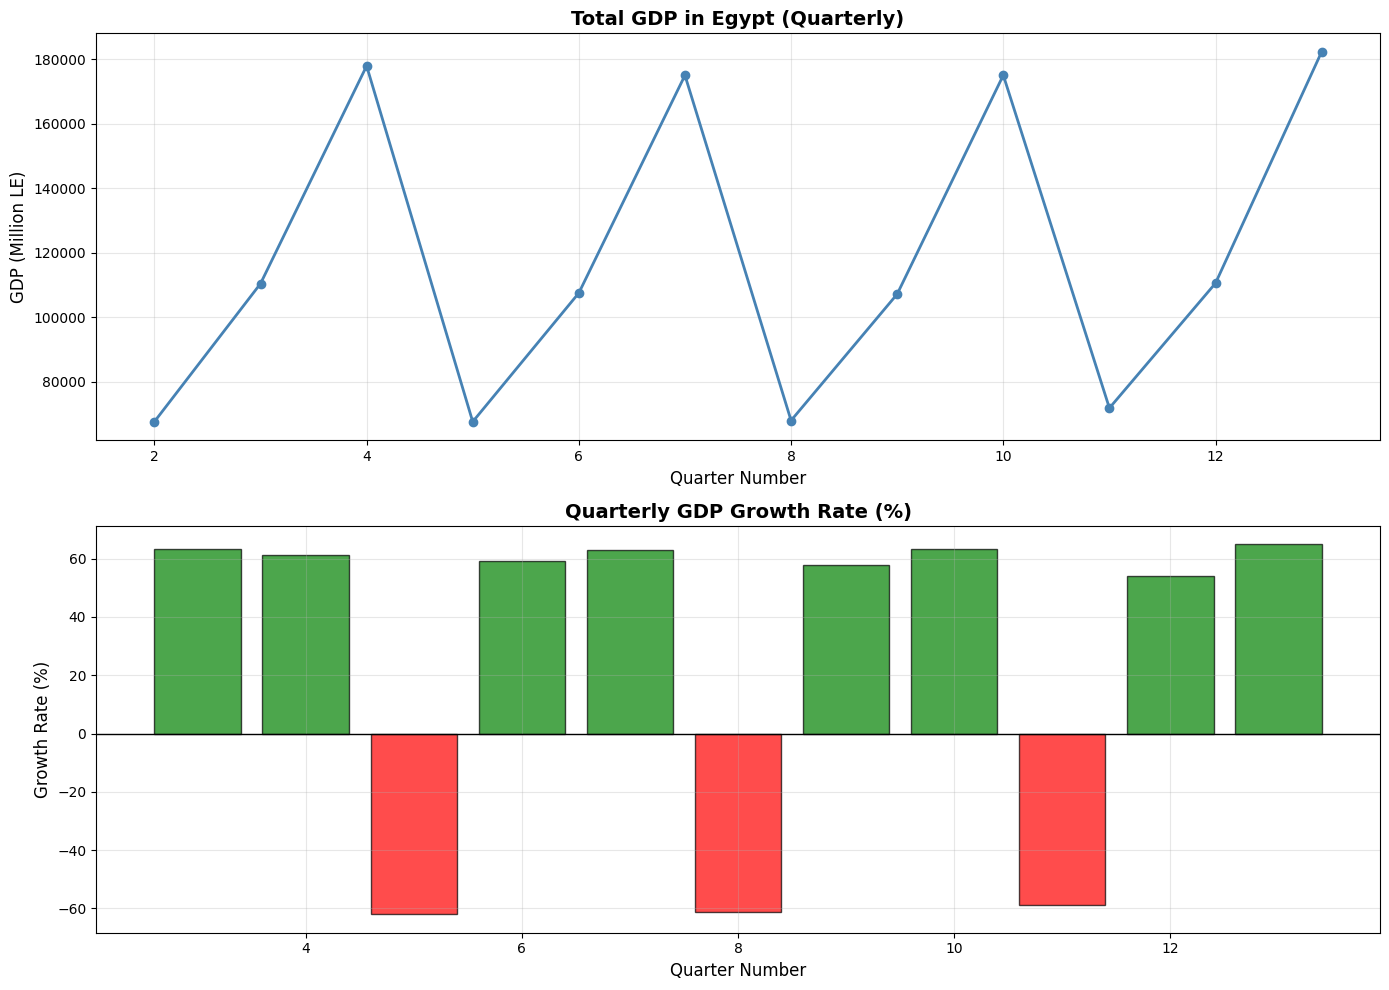 Total GDP in Egypt (Quarterly)
GDP (Million LE)
180000
160000
140000
120000
100000
80000
2 4 6 8 10 12
Quarter Number
Quarterly GDP Growth Rate (%)
Growth Rate (%)
60
40
20
0
−20
−40
−60
4 6 8 10 12
Quarter Number